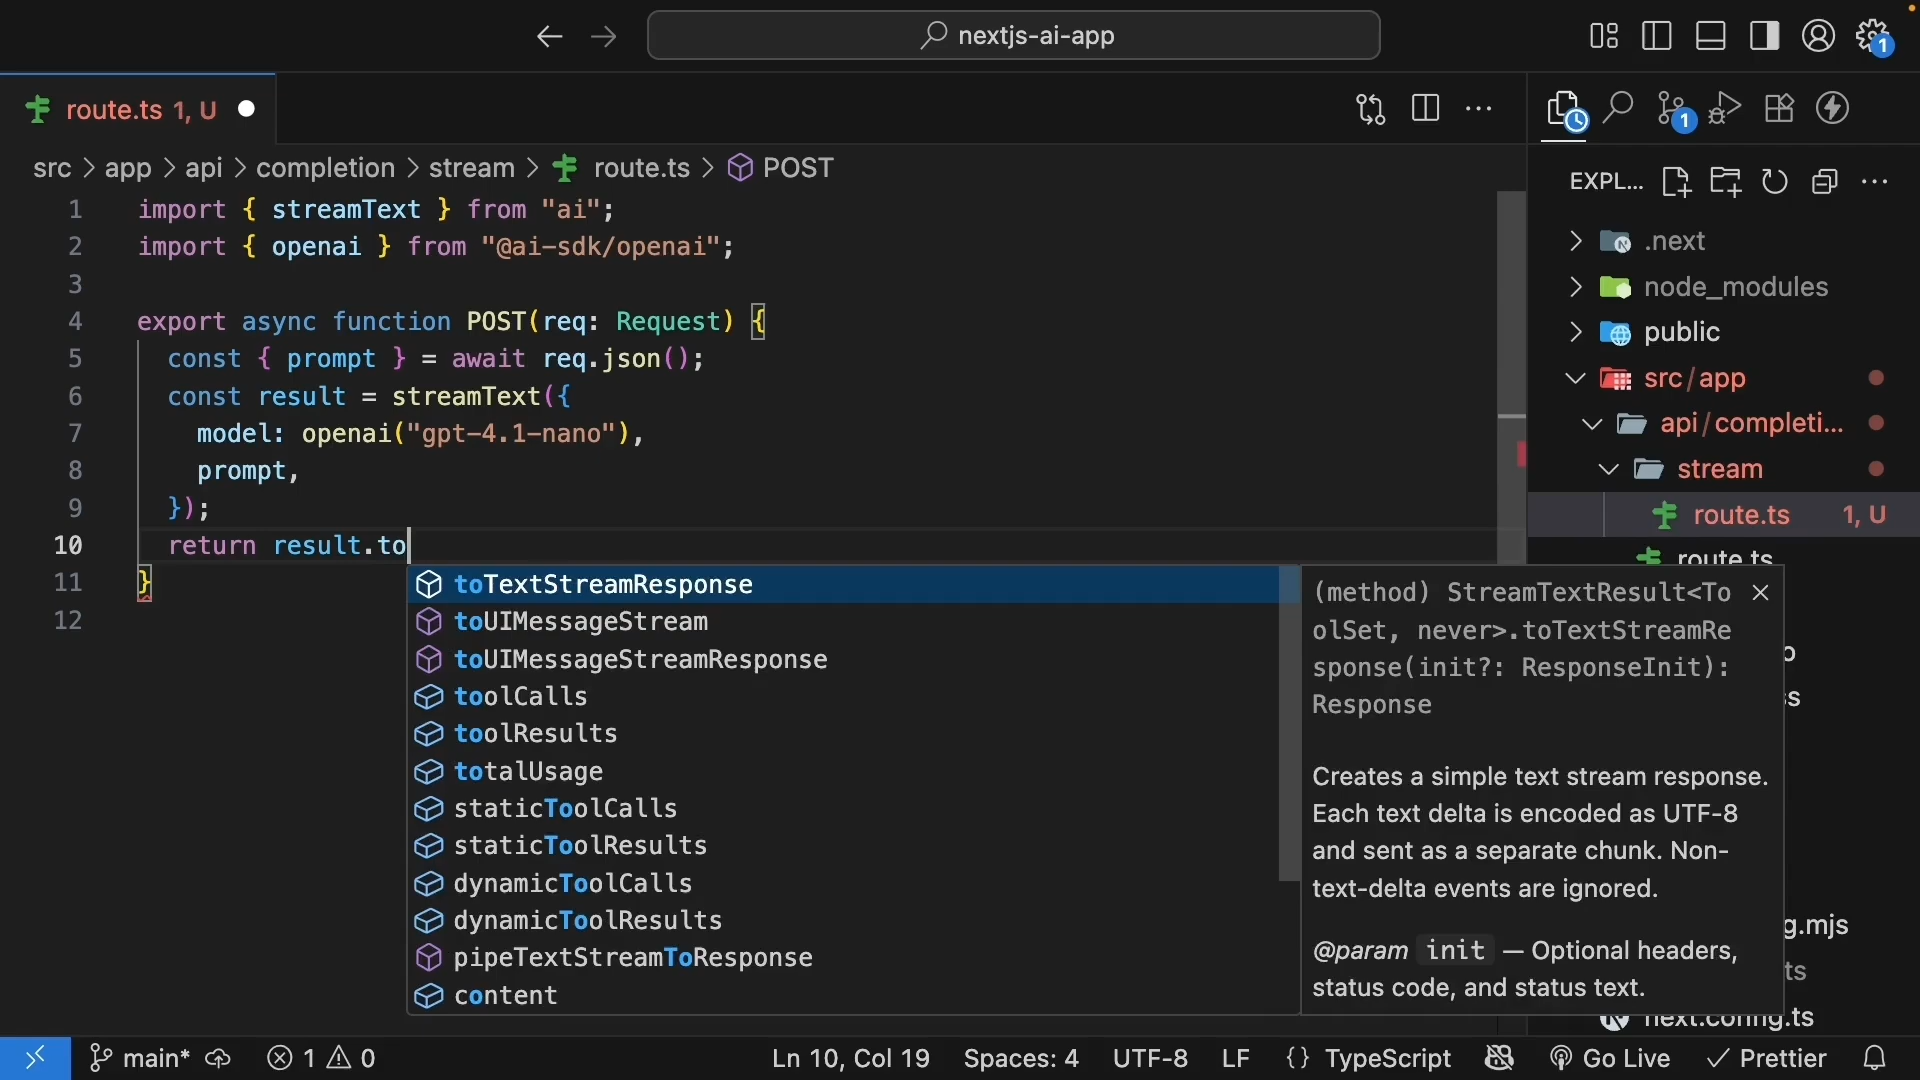 nextjs-ai-app
1
route.ts 1, U
1
src > app > api > completion > stream > route.ts > POST
EXPL...
1 import { streamText } from "ai";
2 import { openai } from "@ai-sdk/openai";
3
4 export async function POST(req: Request) {
5 const { prompt } = await req.json();
6 const result = streamText({
7 model: openai("gpt-4.1-nano"),
8 prompt,
9 });
10 return result.to
11 }
12
toTextStreamResponse
toUIMessageStream
toUIMessageStreamResponse
toolCalls
toolResults
totalUsage
staticToolCalls
staticToolResults
dynamicToolCalls
dynamicToolResults
pipeTextStreamToResponse
content
(method) StreamTextResult<To
olSet, never>.toTextStreamRe
sponse(init?: ResponseInit):
Response
Creates a simple text stream response.
Each text delta is encoded as UTF-8
and sent as a separate chunk. Non-
text-delta events are ignored.
@param init — Optional headers,
status code, and status text.
.next
node_modules
public
src/app
api/completi...
stream
route.ts 1, U
route.ts
g.mjs
ts
next.config.ts
main* 1 0
Ln 10, Col 19 Spaces: 4 UTF-8 LF {} TypeScript Go Live Prettier